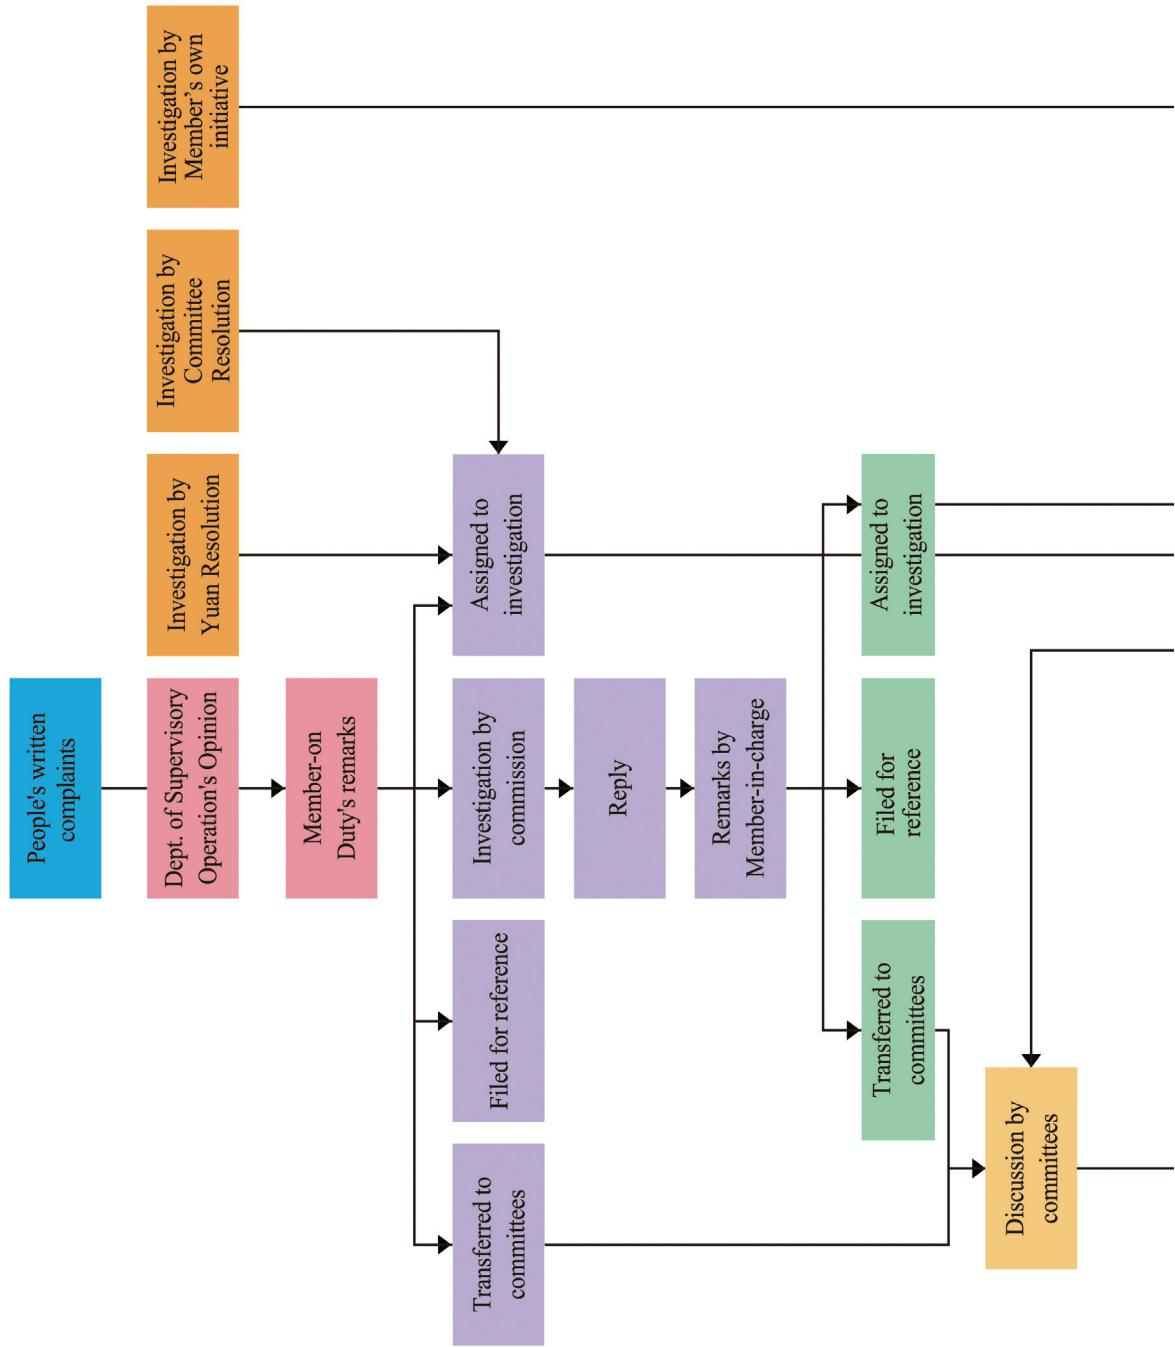 People's written
complaints
Dept. of Supervisory
Operation's Opinion
Investigation by
Yuan Resolution
Investigation by
Committee
Resolution
Investigation by
Member's own
initiative
Member-on
Duty's remarks
Transferred to
committees
Filed for reference
Investigation by
commission
Assigned to
investigation
Reply
Remarks by
Member-in-charge
Transferred to
committees
Filed for
reference
Assigned to
investigation
Discussion by
committees